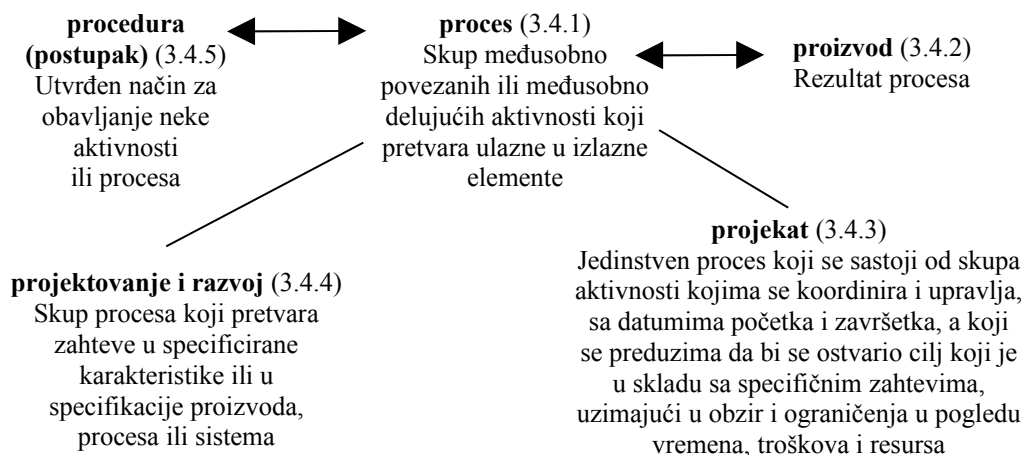 procedura
(postupak) (3.4.5)
Utvrđen način za
obavljanje neke
aktivnosti
ili procesa
proces (3.4.1)
Skup međusobno
povezanih ili međusobno
delujućih aktivnosti koji
pretvara ulazne u izlazne
elemente
proizvod (3.4.2)
Rezultat procesa
projektovanje i razvoj (3.4.4)
Skup procesa koji pretvara
zahteve u specificirane
karakteristike ili u
specifikacije proizvoda,
procesa ili sistema
projekat (3.4.3)
Jedinstven proces koji se sastoji od skupa
aktivnosti kojima se koordinira i upravlja,
sa datumima početka i završetka, a koji
se preduzima da bi se ostvario cilj koji je
u skladu sa specifičnim zahtevima,
uzimajući u obzir i ograničenja u pogledu
vremena, troškova i resursa